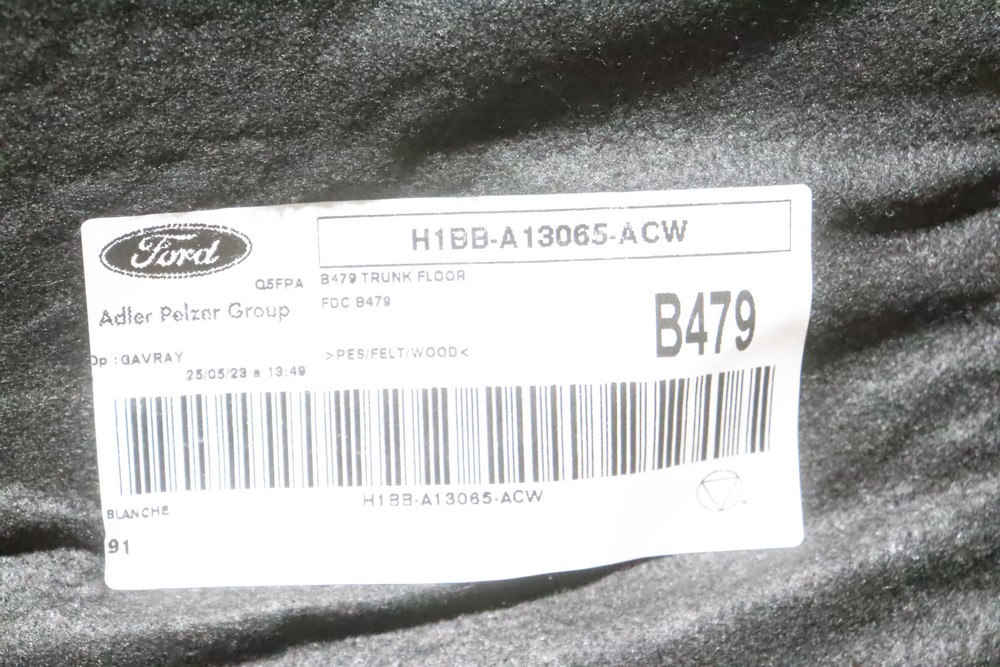 Ford
H1BB-A13065-ACW
Q5FPA
B479 TRUNK FLOOR
Adler Pelzer Group
FDC B479
B479
Op : GAVRAY
>PES/FELT/WOOD<
25/05/23 a 13:49
H1BB-A13065-ACW
BLANCHE
91